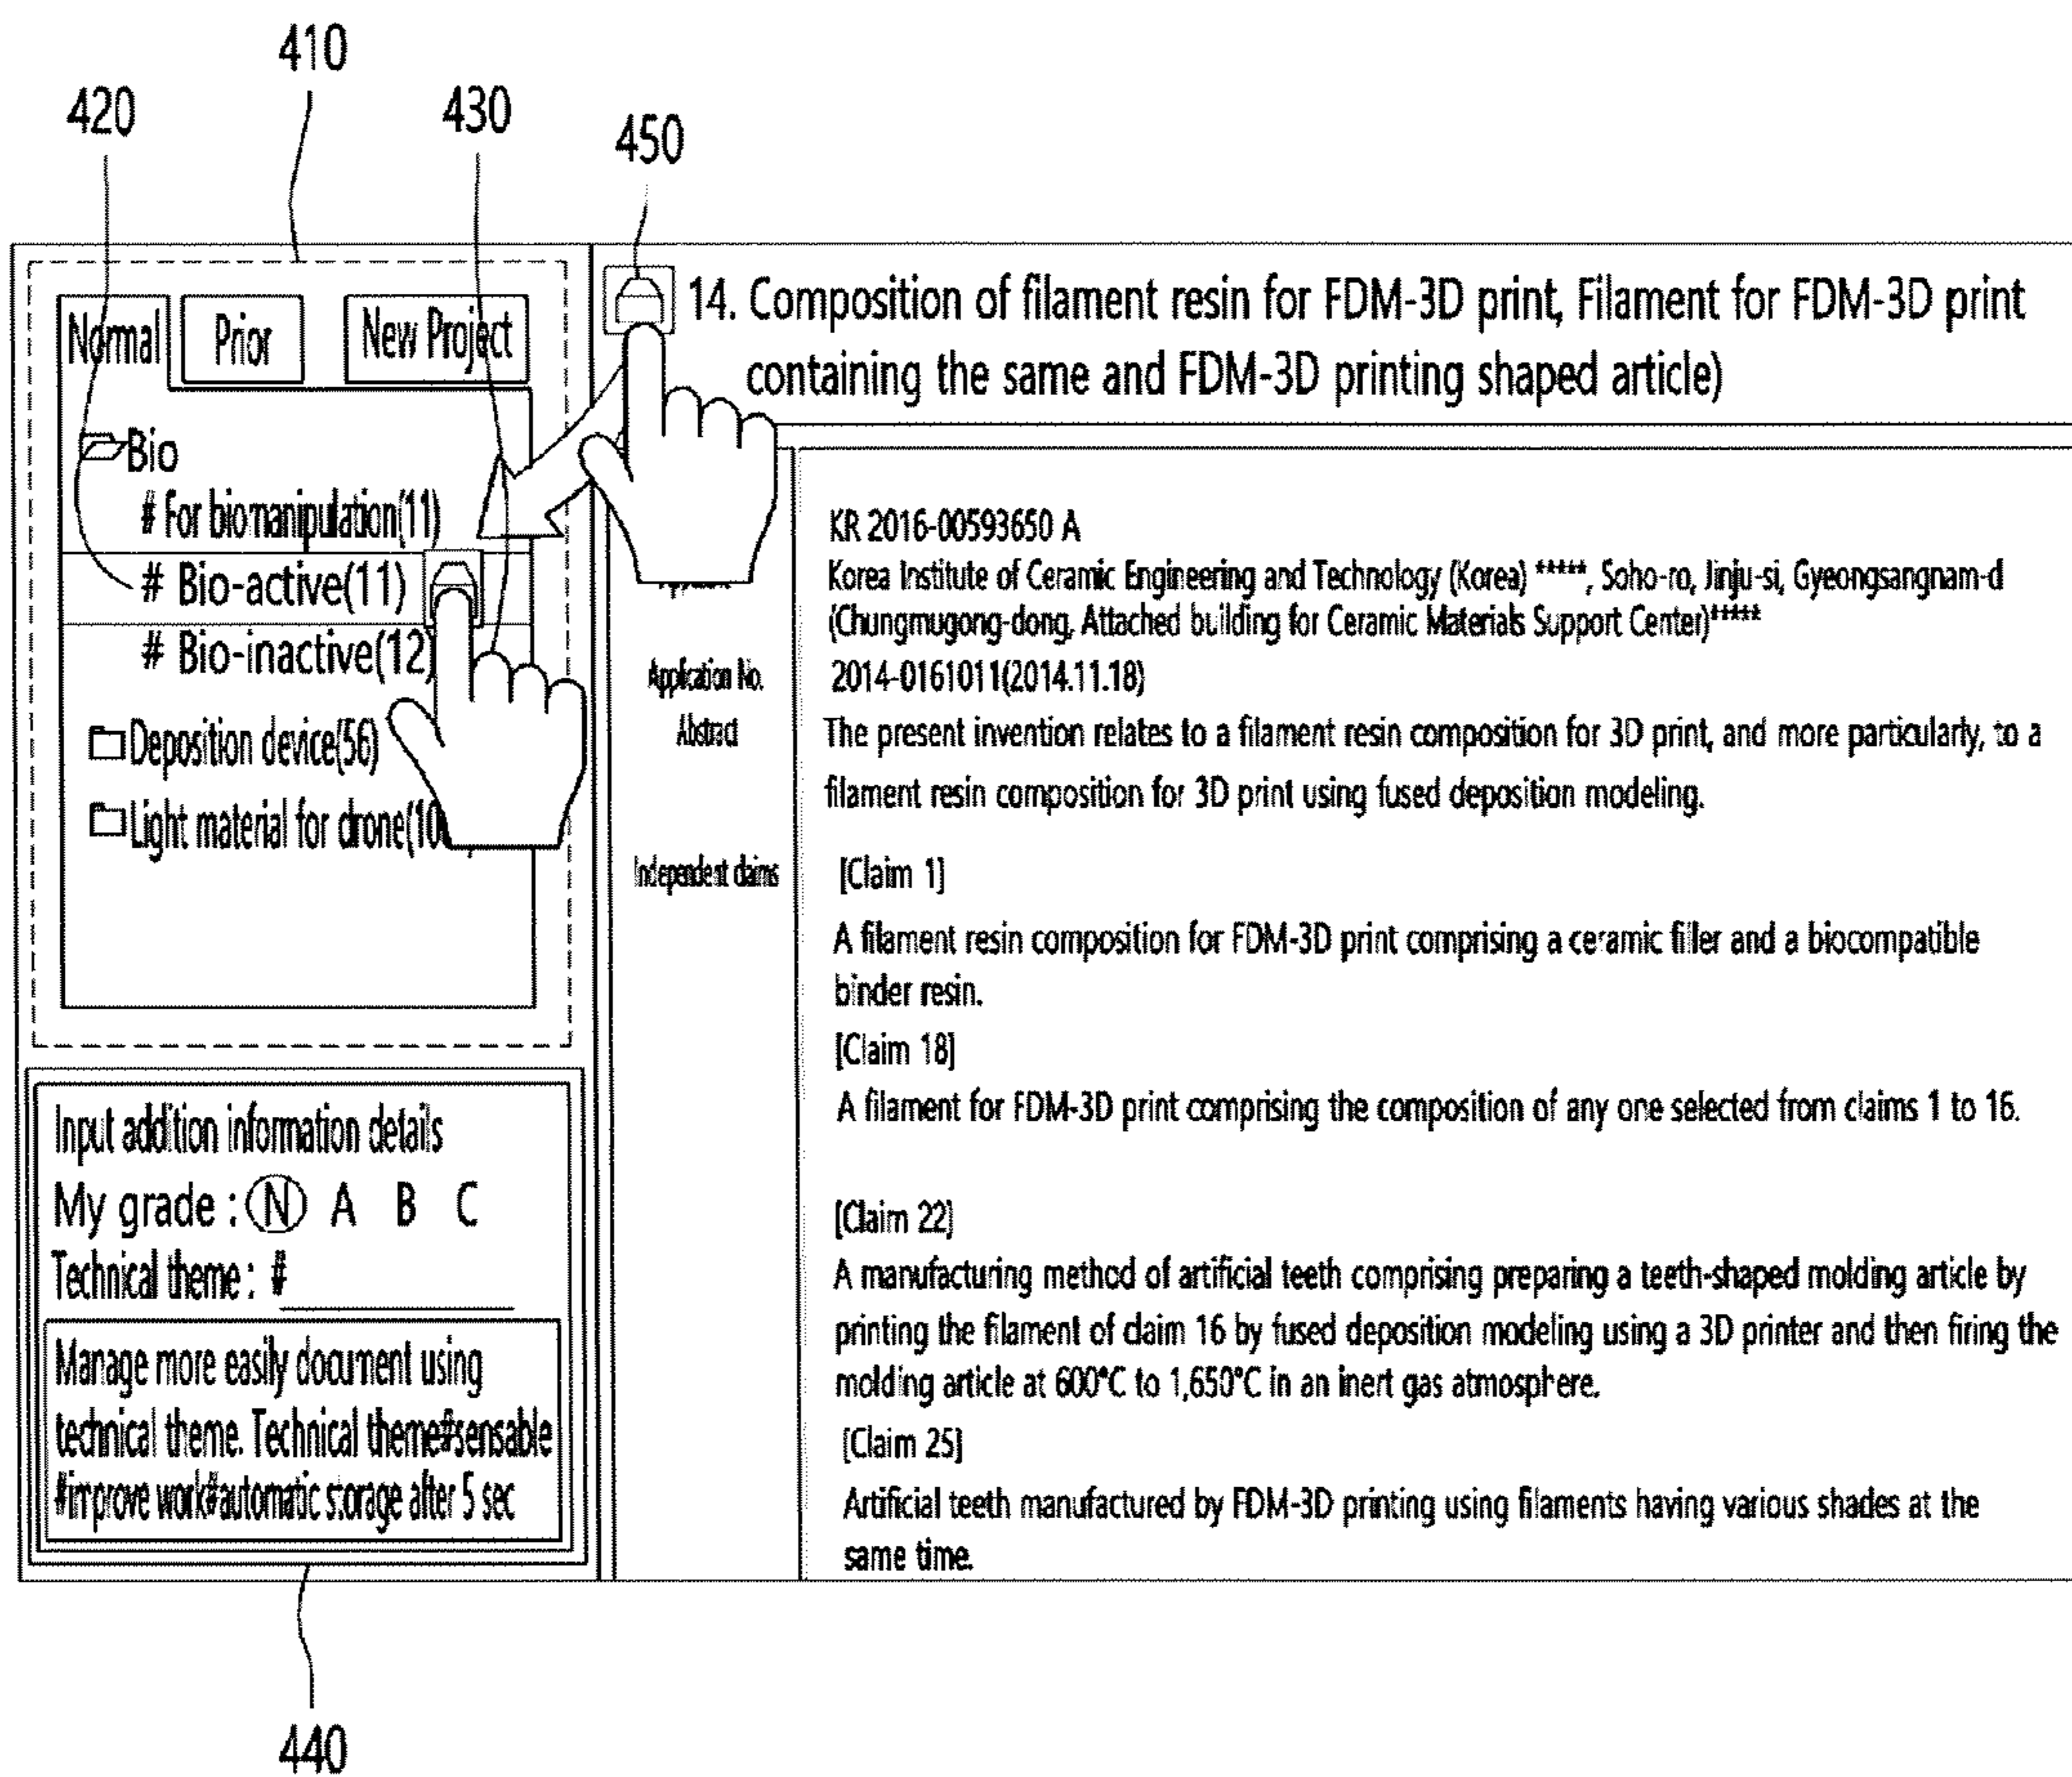 410
420
430
450
Normal
Prior
New Project
Bio
# For biomanipulation(11)
# Bio-active(11)
# Bio-inactive(12)
Deposition device(56)
Light material for drone(10
Input addition information details
My grade : N A B C
Technical theme : #
Manage more easily document using
technical theme. Technical theme#sensable
#improve work#automatic storage after 5 sec
440
14. Composition of filament resin for FDM-3D print, Filament for FDM-3D print
containing the same and FDM-3D printing shaped article)
KR 2016-00593650 A
Korea Institute of Ceramic Engineering and Technology (Korea) *****, Soho-ro, Jinju-si, Gyeongsangnam-d
(Chungmugong-dong, Attached building for Ceramic Materials Support Center)*****
Application No.
2014-0161011(2014.11.18)
Abstract
The present invention relates to a filament resin composition for 3D print, and more particularly, to a
filament resin composition for 3D print using fused deposition modeling.
Independent claims
[Claim 1]
A filament resin composition for FDM-3D print comprising a ceramic filler and a biocompatible
binder resin.
[Claim 18]
A filament for FDM-3D print comprising the composition of any one selected from claims 1 to 16.
[Claim 22]
A manufacturing method of artificial teeth comprising preparing a teeth-shaped molding article by
printing the filament of claim 16 by fused deposition modeling using a 3D printer and then firing the
molding article at 600°C to 1,650°C in an inert gas atmosphere.
[Claim 25]
Artificial teeth manufactured by FDM-3D printing using filaments having various shades at the
same time.